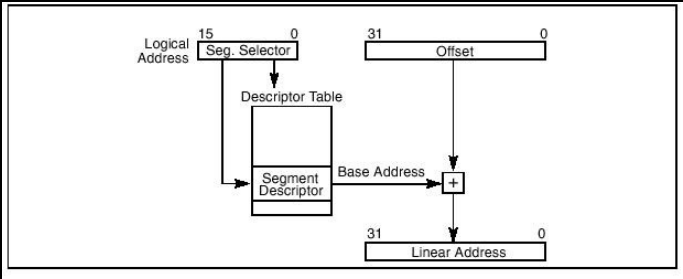 15 0
31 0
Logical
Address
Seg. Selector
Offset
Descriptor Table
Segment
Descriptor
Base Address
+
31 0
Linear Address